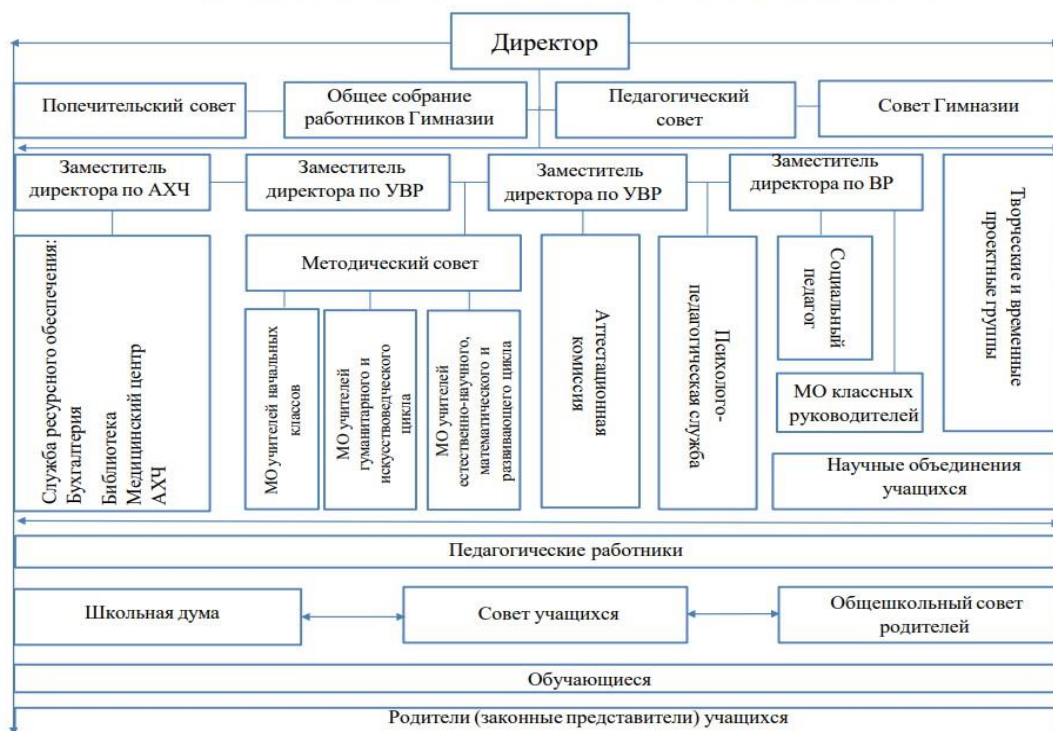 Директор
Попечительский совет
Общее собрание
работников Гимназии
Педагогический
совет
Совет Гимназии
Заместитель
директора по АХЧ
Заместитель
директора по УВР
Заместитель
директора по УВР
Заместитель
директора по ВР
Творческие и временные
проектные группы
Служба ресурсного обеспечения:
Бухгалтерия
Библиотека
Медицинский центр
АХЧ
Методический совет
МО учителей начальных
классов
МО учителей
гуманитарного и
искусствоведческого
цикла
МО учителей
естественно-научного,
математического и
развивающего цикла
Аттестационная
комиссия
Психолого-
педагогическая служба
Социальный
педагог
МО классных
руководителей
Научные объединения
учащихся
Педагогические работники
Школьная дума
Совет учащихся
Общешкольный совет
родителей
Обучающиеся
Родители (законные представители) учащихся